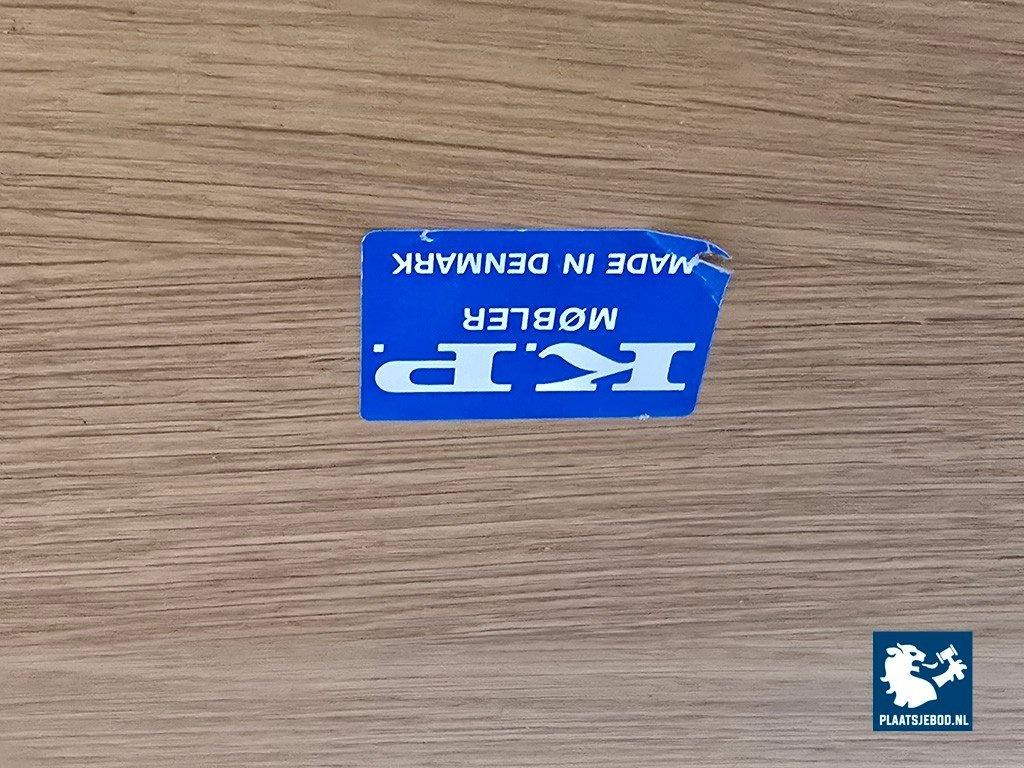 K.P.
MØBLER
MADE IN DENMARK
PLAATSJEBOD.NL